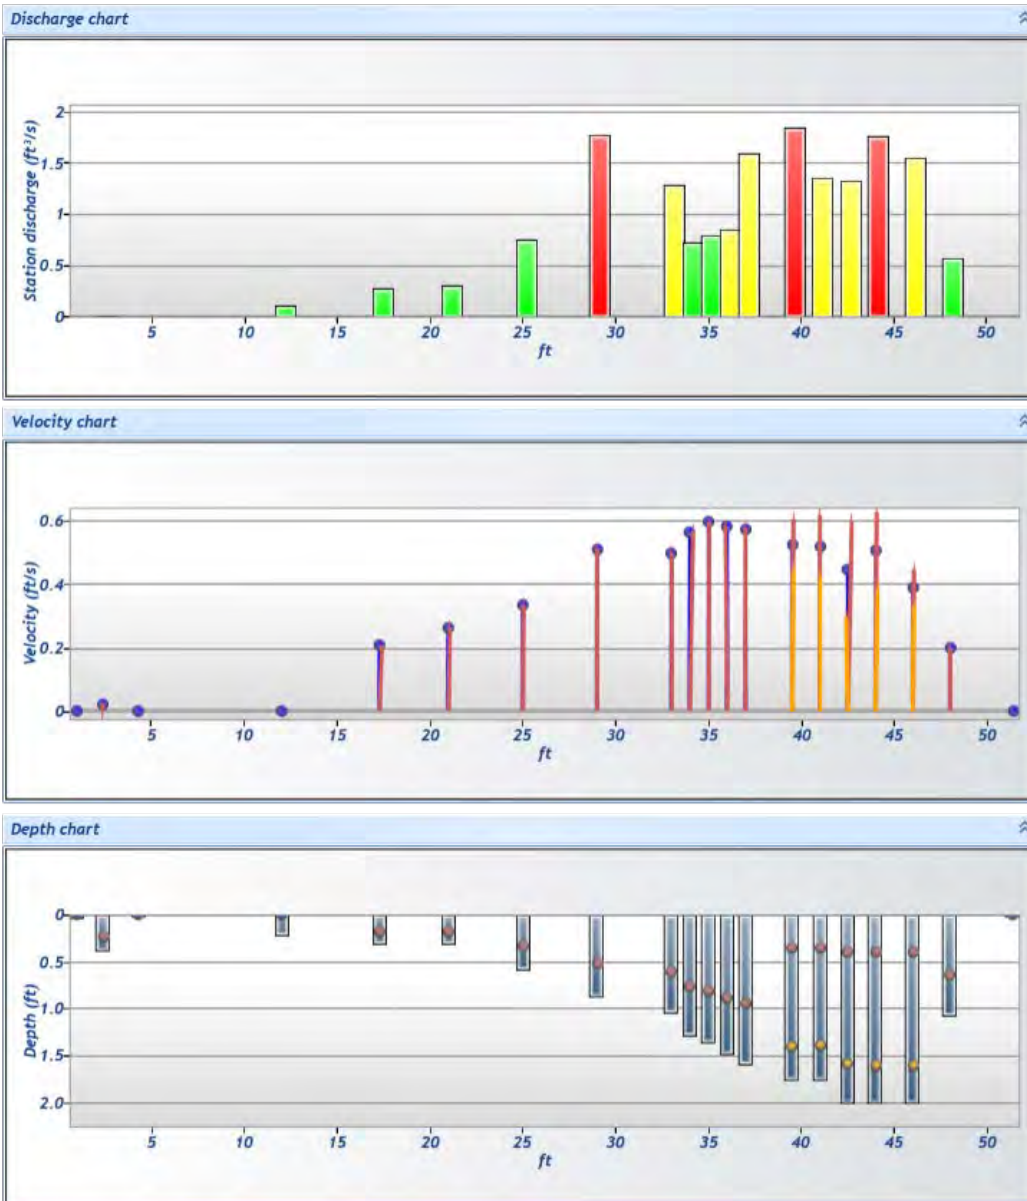 Discharge chart
Station discharge (ft³/s)
2
1.5
1
0.5
0
5 10 15 20 25 30 35 40 45 50
ft
Velocity chart
Velocity (ft/s)
0.6
0.4
0.2
0
5 10 15 20 25 30 35 40 45 50
ft
Depth chart
Depth (ft)
0
0.5
1.0
1.5
2.0
5 10 15 20 25 30 35 40 45 50
ft